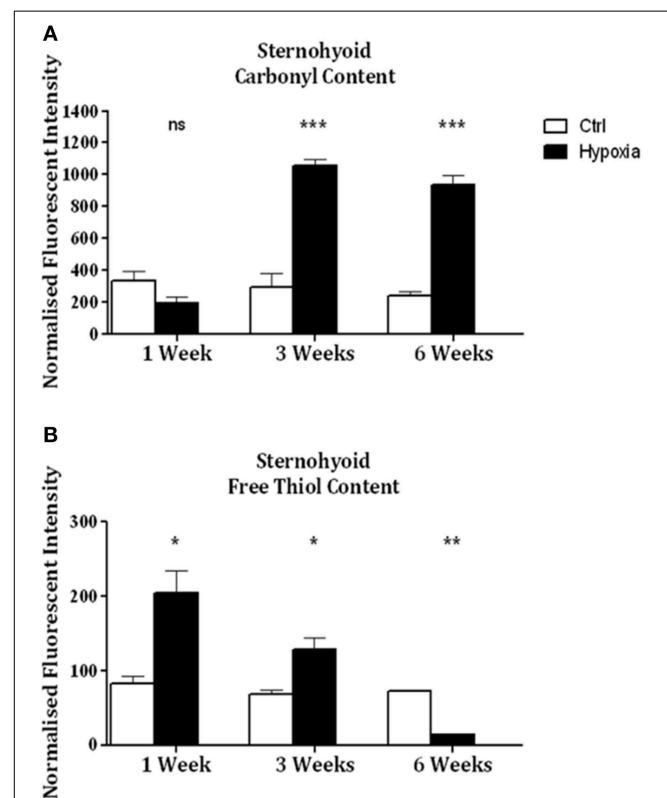 A
Sternohyoid
Carbonyl Content
Normalised Fluorescent Intensity
1400
1200
1000
800
600
400
200
0
ns
***
***
Ctrl
Hypoxia
1 Week
3 Weeks
6 Weeks
B
Sternohyoid
Free Thiol Content
Normalised Fluorescent Intensity
300
200
100
0
*
*
**
1 Week
3 Weeks
6 Weeks